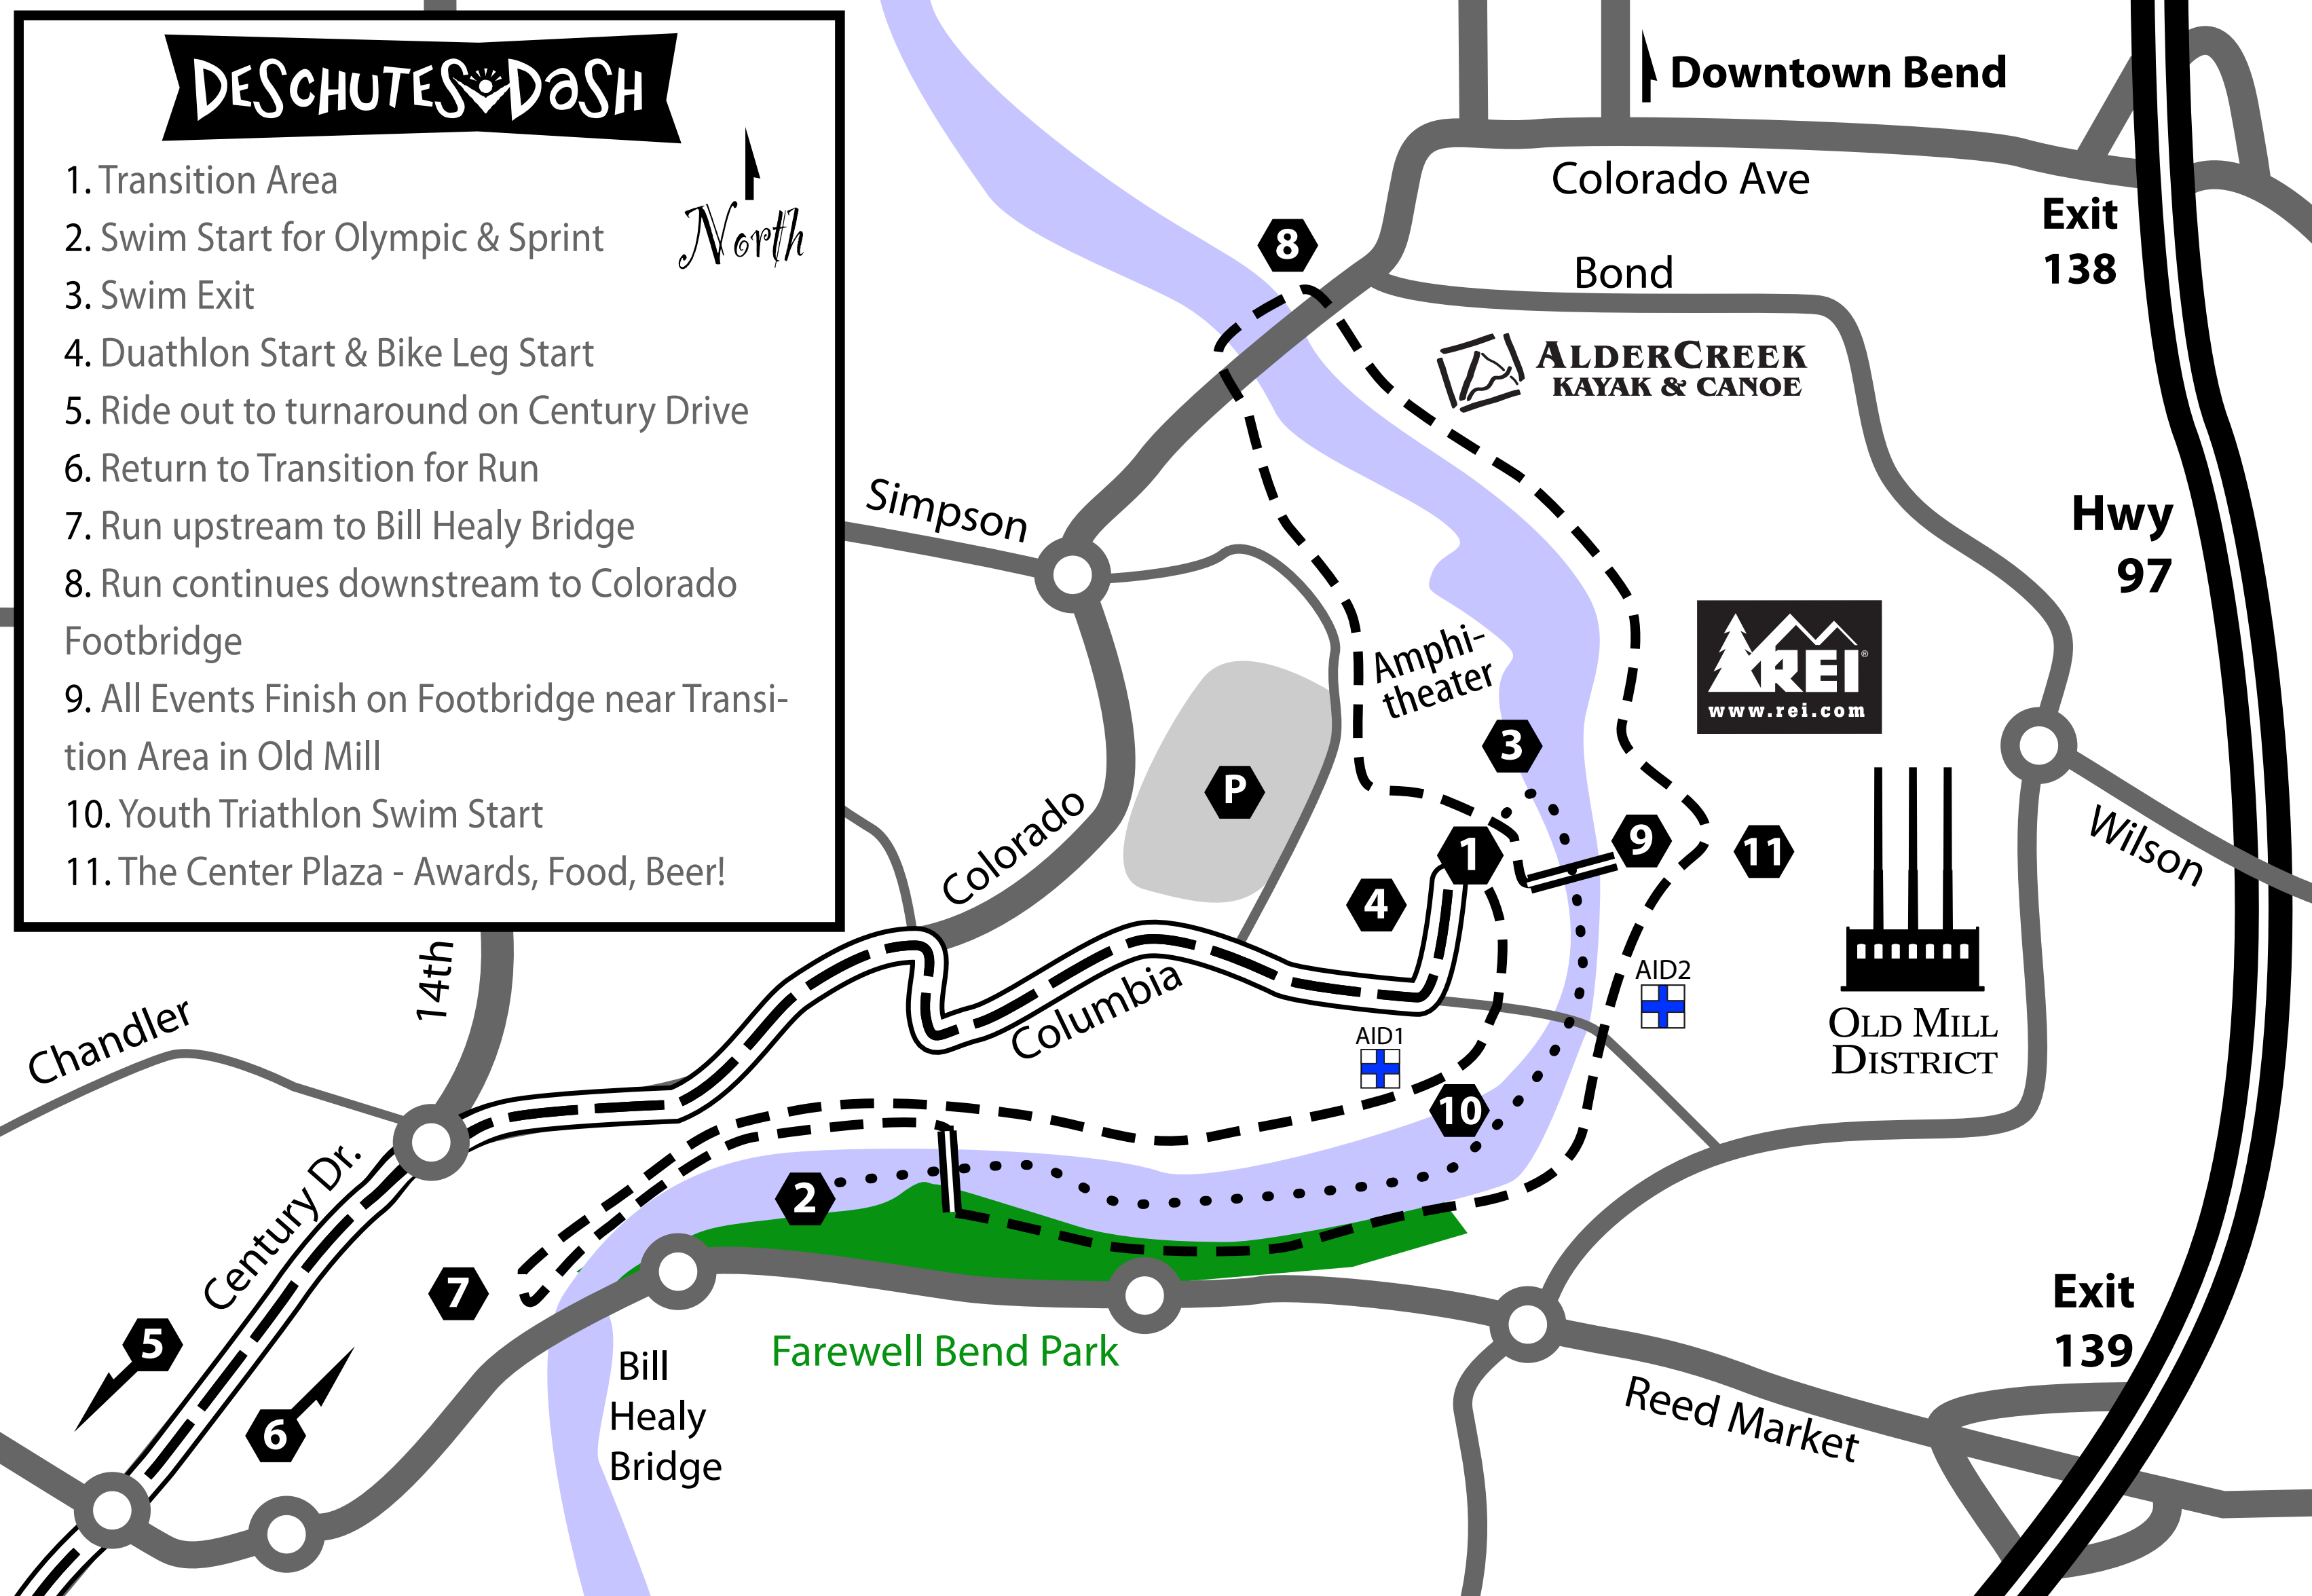 DESCHUTES DASH
North
1. Transition Area
2. Swim Start for Olympic & Sprint
3. Swim Exit
4. Duathlon Start & Bike Leg Start
5. Ride out to turnaround on Century Drive
6. Return to Transition for Run
7. Run upstream to Bill Healy Bridge
8. Run continues downstream to Colorado
Footbridge
9. All Events Finish on Footbridge near Transi-
tion Area in Old Mill
10. Youth Triathlon Swim Start
11. The Center Plaza - Awards, Food, Beer!
Downtown Bend
Colorado Ave
Exit
138
8
Bond
ALDERCREEK
KAYAK & CANOE
Simpson
Hwy
97
Amphi-
theater
REI®
www.rei.com
3
P
Colorado
1
9
11
Wilson
4
14th
Columbia
AID2
AID1
OLD MILL
DISTRICT
Chandler
10
Century Dr.
2
7
5
6
Farewell Bend Park
Bill
Healy
Bridge
Exit
139
Reed Market